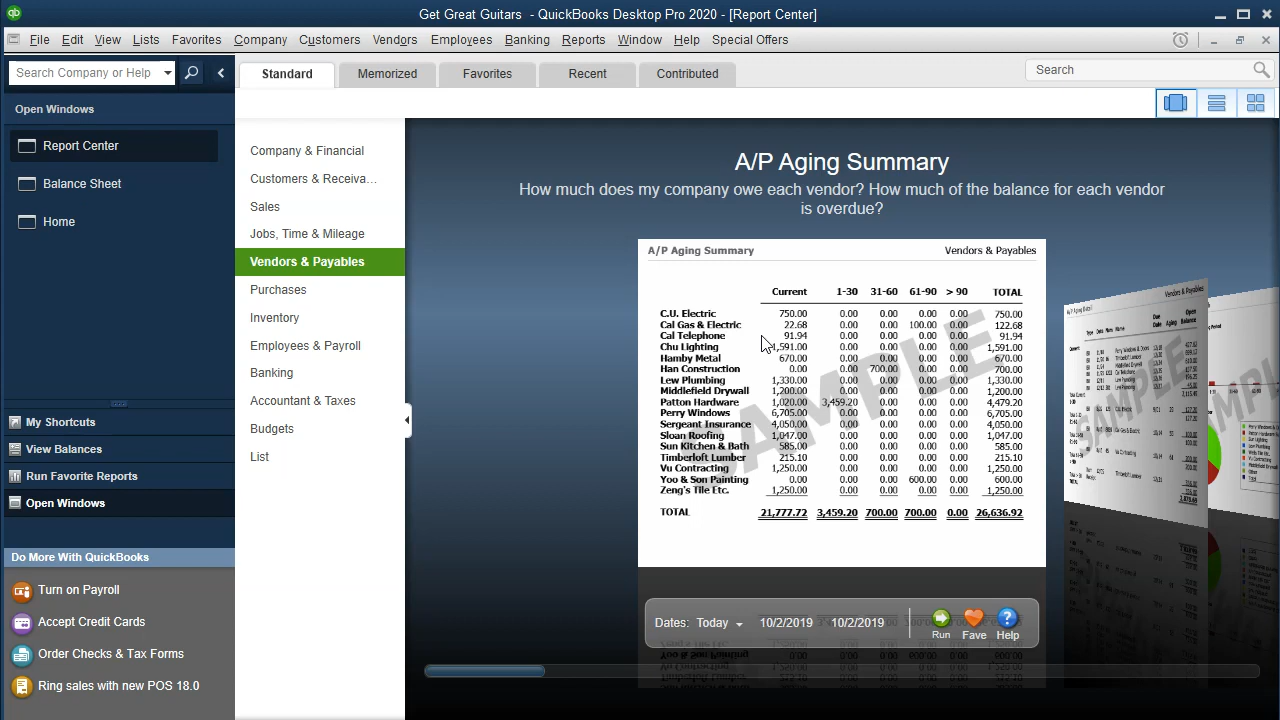 Get Great Guitars - QuickBooks Desktop Pro 2020 - [Report Center]
File Edit View Lists Favorites Company Customers Vendors Employees Banking Reports Window Help Special Offers
Search Company or Help
Standard Memorized Favorites Recent Contributed
Search
Open Windows
Report Center
Balance Sheet
Home
My Shortcuts
View Balances
Run Favorite Reports
Open Windows
Do More With QuickBooks
Turn on Payroll
Accept Credit Cards
Order Checks & Tax Forms
Ring sales with new POS 18.0
Company & Financial
Customers & Receiva...
Sales
Jobs, Time & Mileage
Vendors & Payables
Purchases
Inventory
Employees & Payroll
Banking
Accountant & Taxes
Budgets
List
A/P Aging Summary
How much does my company owe each vendor? How much of the balance for each vendor
is overdue?
A/P Aging Summary Vendors & Payables
Current 1-30 31-60 61-90 > 90 TOTAL
C.U. Electric 750.00 0.00 0.00 0.00 0.00 750.00
Cal Gas & Electric 22.68 0.00 0.00 100.00 0.00 122.68
Cal Telephone 91.94 0.00 0.00 0.00 0.00 91.94
Chu Lighting 1,591.00 0.00 0.00 0.00 0.00 1,591.00
Hamby Metal 670.00 0.00 0.00 0.00 0.00 670.00
Han Construction 0.00 0.00 700.00 0.00 0.00 700.00
Lew Plumbing 1,330.00 0.00 0.00 0.00 0.00 1,330.00
Middlefield Drywall 1,200.00 0.00 0.00 0.00 0.00 1,200.00
Patton Hardware 1,020.00 3,459.20 0.00 0.00 0.00 4,479.20
Perry Windows 6,705.00 0.00 0.00 0.00 0.00 6,705.00
Sergeant Insurance 4,050.00 0.00 0.00 0.00 0.00 4,050.00
Sloan Roofing 1,047.00 0.00 0.00 0.00 0.00 1,047.00
Sun Kitchen & Bath 585.00 0.00 0.00 0.00 0.00 585.00
Timberloft Lumber 215.10 0.00 0.00 0.00 0.00 215.10
Vu Contracting 1,250.00 0.00 0.00 0.00 0.00 1,250.00
Yoo & Son Painting 0.00 0.00 0.00 600.00 0.00 600.00
Zeng's Tile Etc. 1,250.00 0.00 0.00 0.00 0.00 1,250.00
TOTAL 21,777.72 3,459.20 700.00 700.00 0.00 26,636.92
SAMPLE
Vendors & Payables
SAMPLE
Dates: Today 10/2/2019 10/2/2019
Run Fave Help